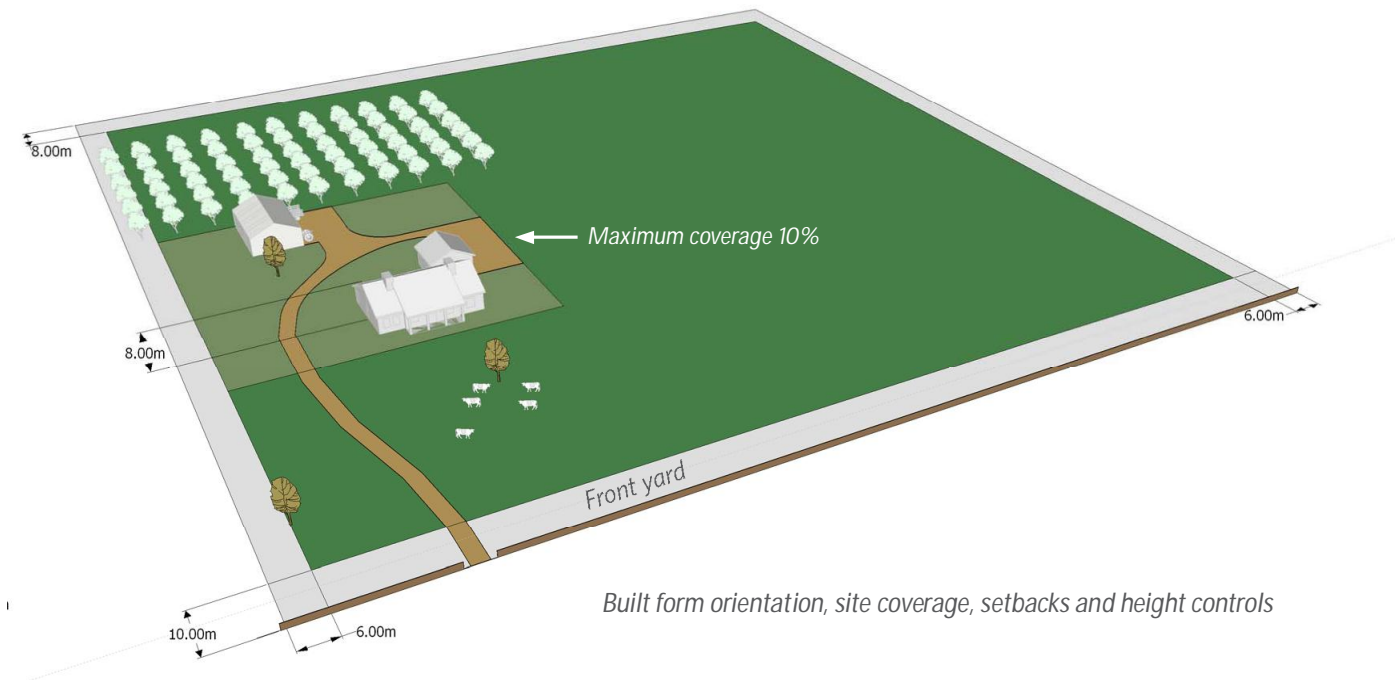 8.00m
Maximum coverage 10%
8.00m
6.00m
Front yard
10.00m
6.00m
Built form orientation, site coverage, setbacks and height controls